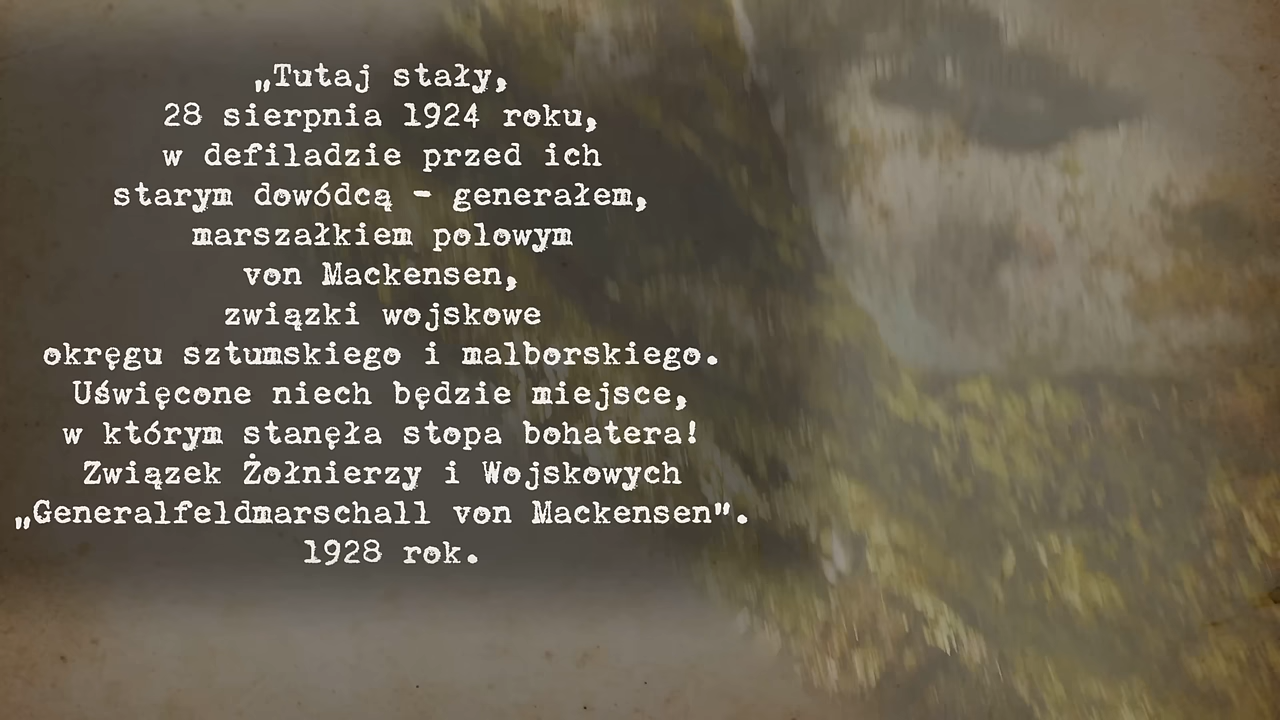 „Tutaj stały,
28 sierpnia 1924 roku,
w defiladzie przed ich
starym dowódcą - generałem,
marszałkiem polowym
von Mackensen,
związki wojskowe
okręgu sztumskiego i malborskiego.
Uświęcone niech będzie miejsce,
w którym stanęła stopa bohatera!
Związek Żołnierzy i Wojskowych
„Generalfeldmarschall von Mackensen".
1928 rok.